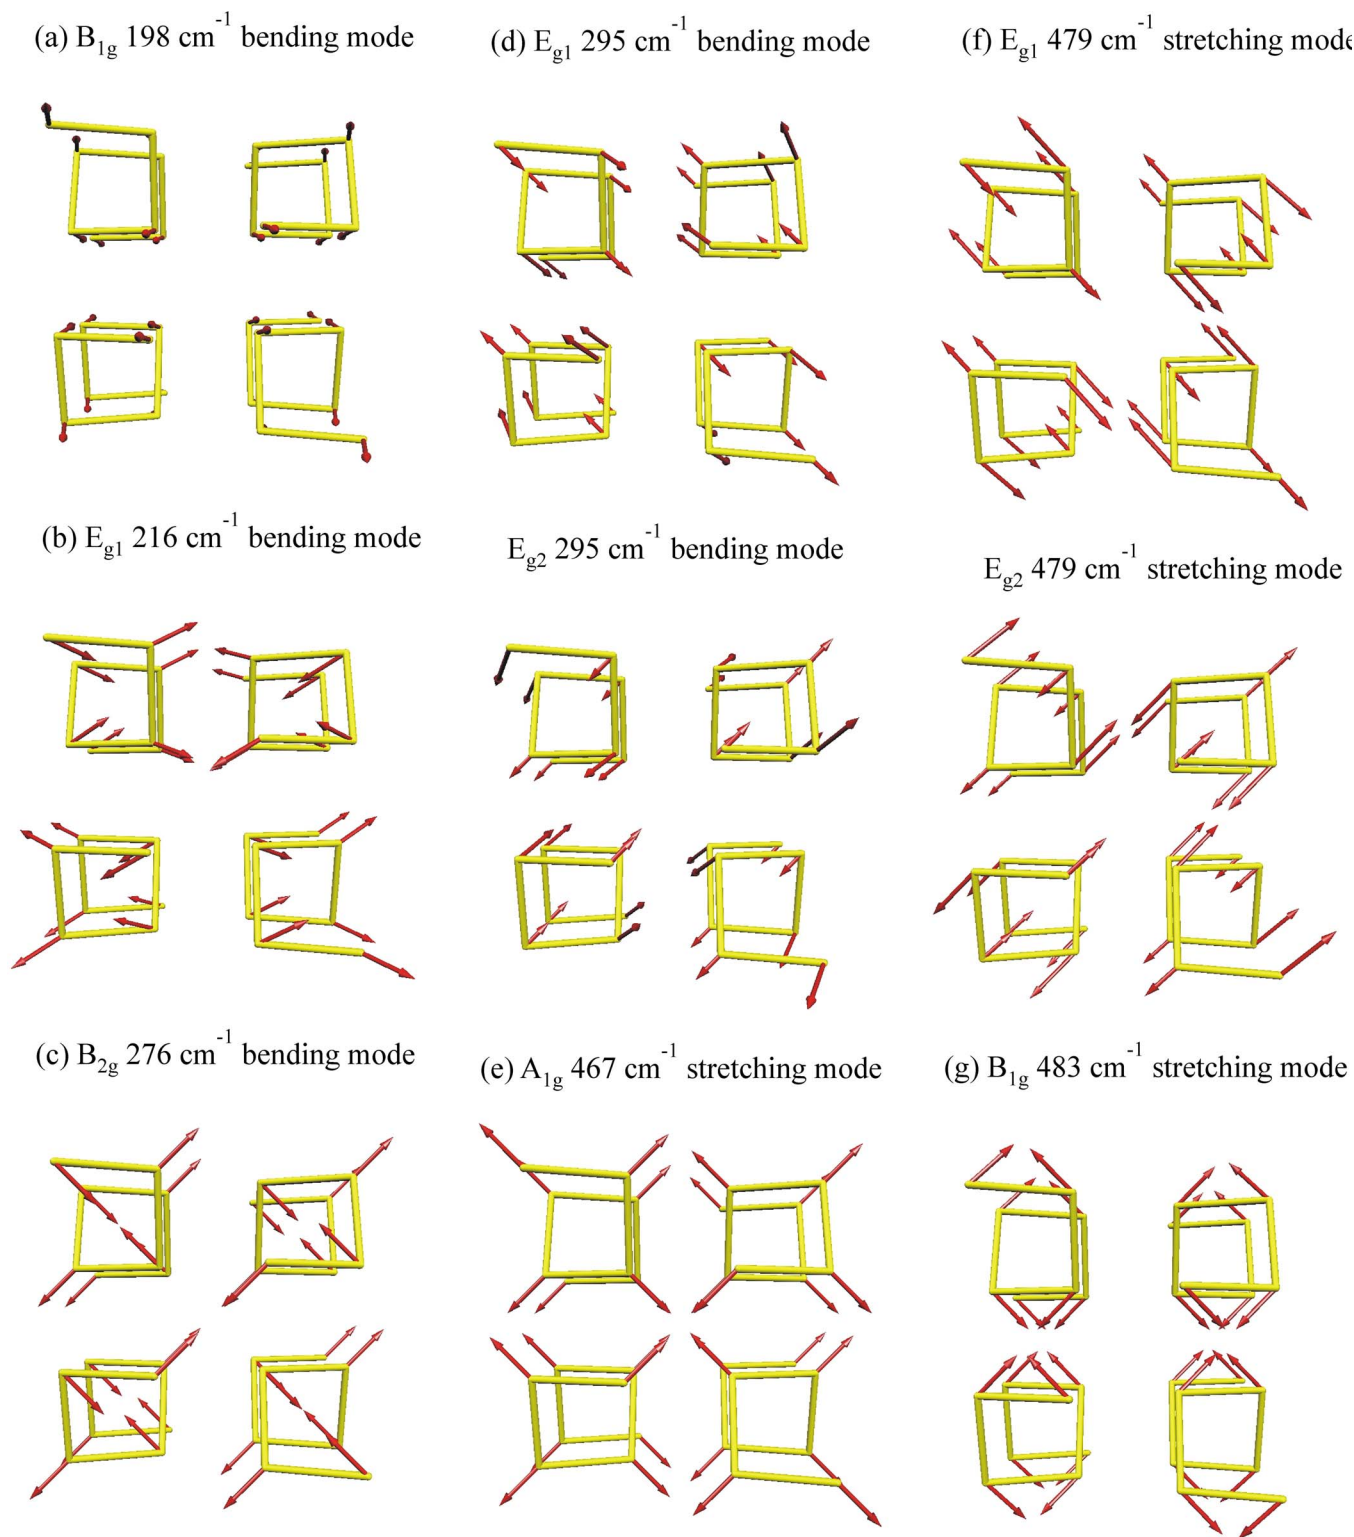 (a) B₁g 198 cm⁻¹ bending mode
(d) Eg₁ 295 cm⁻¹ bending mode
(f) Eg₁ 479 cm⁻¹ stretching mode
(b) Eg₁ 216 cm⁻¹ bending mode
Eg₂ 295 cm⁻¹ bending mode
Eg₂ 479 cm⁻¹ stretching mode
(c) B₂g 276 cm⁻¹ bending mode
(e) A₁g 467 cm⁻¹ stretching mode
(g) B₁g 483 cm⁻¹ stretching mode